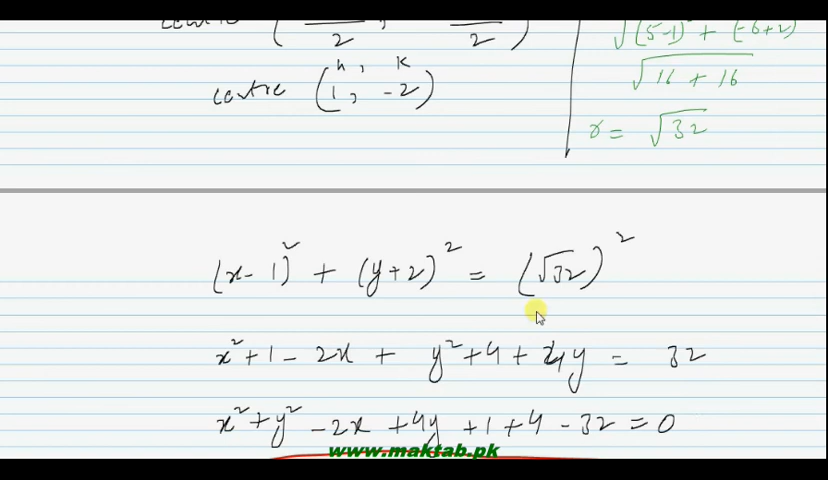 2 2
h, k
centre (1, -2)
√(5-1)² + (-6+2)
√16 + 16
r = √32
(x-1)² + (y+2)² = (√32)²
x² + 1 - 2x + y² + 4 + 4y = 32
x² + y² - 2x + 4y + 1 + 4 - 32 = 0
www.maktab.pk